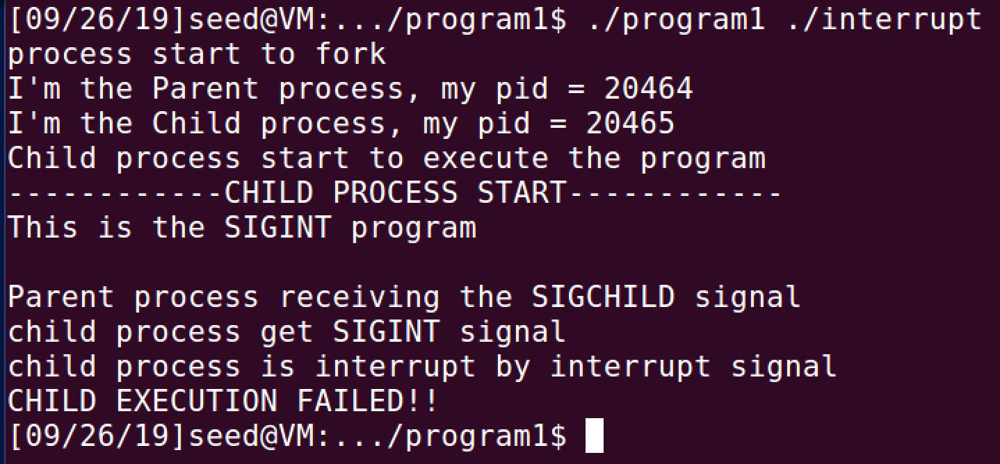 [09/26/19]seed@VM:.../program1$ ./program1 ./interrupt
process start to fork
I'm the Parent process, my pid = 20464
I'm the Child process, my pid = 20465
Child process start to execute the program
------------CHILD PROCESS START------------
This is the SIGINT program
Parent process receiving the SIGCHILD signal
child process get SIGINT signal
child process is interrupt by interrupt signal
CHILD EXECUTION FAILED!!
[09/26/19]seed@VM:.../program1$